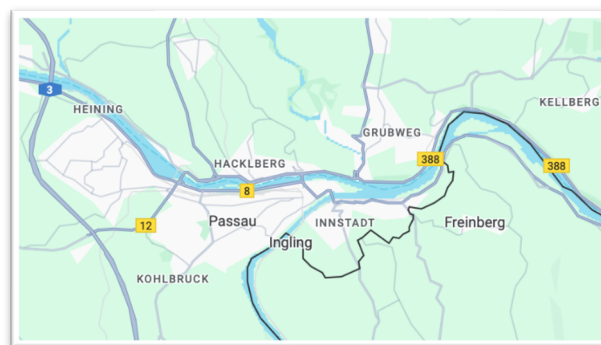 3
HEINING
KELLBERG
GRUBWEG
HACKLBERG
388
388
8
12
Passau
INNSTADT
Freinberg
Ingling
KOHLBRUCK